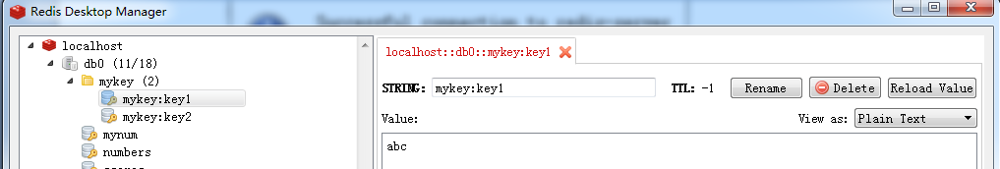 Redis Desktop Manager
Successful connection to redis-server
localhost
db0 (11/18)
mykey (2)
mykey:key1
mykey:key2
mynum
numbers
localhost::db0::mykey:key1
STRING: mykey:key1 TTL: -1 Rename Delete Reload Value
Value: View as: Plain Text
abc